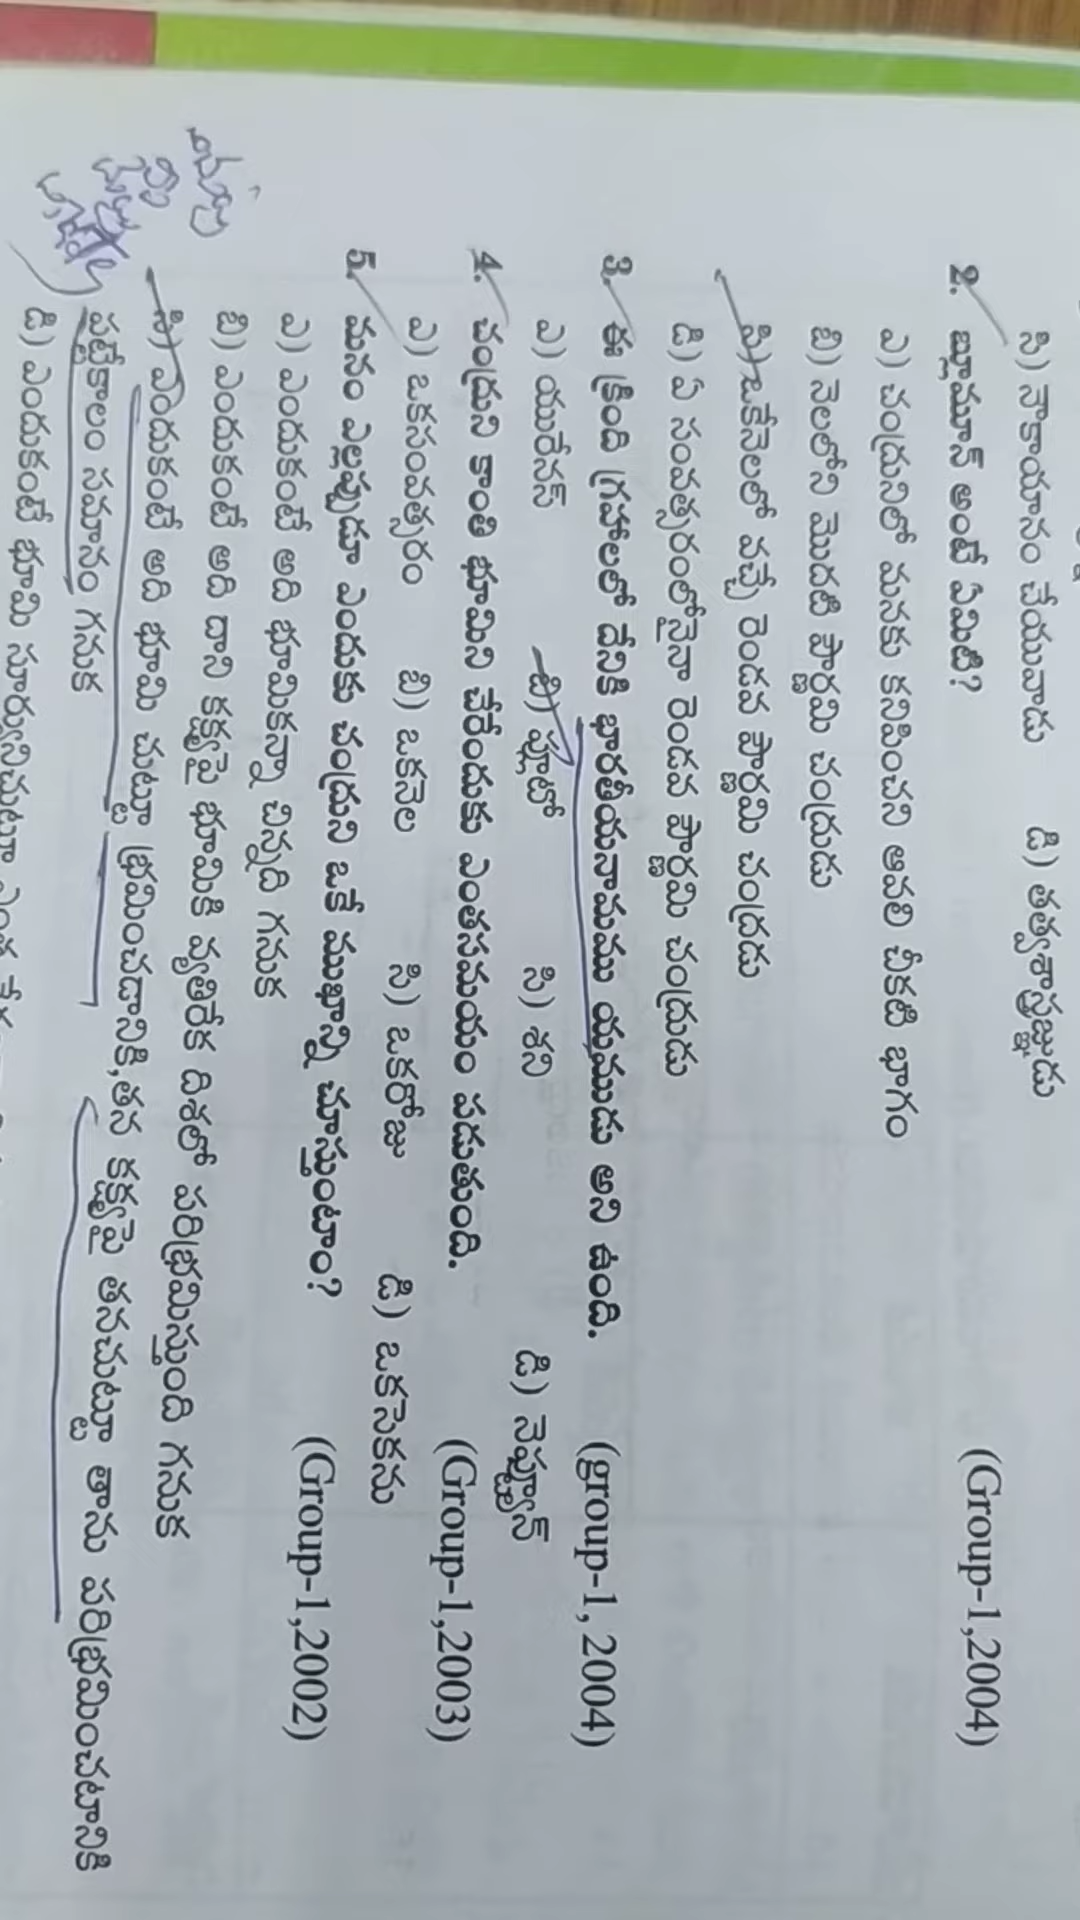 సి) నౌకాయానం చేయువాడు డి) తత్వశాస్త్రజ్ఞుడు
2. బ్లూమూన్ అంటే ఏమిటి? (Group-1,2004)
ఎ) చంద్రునిలో మనకు కనిపించని ఆవలి చీకటి భాగం
బి) నెలలోని మొదటి పౌర్ణమి చంద్రుడు
సి) ఒకేనెలలో వచ్చే రెండవ పౌర్ణమి చంద్రుడు
డి) ఏ సంవత్సరంలోనైనా రెండవ పౌర్ణమి చంద్రుడు
3. ఈ క్రింది గ్రహాలలో దేనికి భారతీయనామము యముడు అని ఉంది. (group-1, 2004)
ఎ) యురేనస్ బి) ప్లూటో సి) శని డి) నెప్ట్యూన్
4. చంద్రుని కాంతి భూమిని చేరేందుకు ఎంతసమయం పడుతుంది. (Group-1,2003)
ఎ) ఒకసంవత్సరం బి) ఒకనెల సి) ఒకరోజు డి) ఒకసెకను
5. మనం ఎల్లప్పుడూ ఎందుకు చంద్రుని ఒకే ముఖాన్ని చూస్తుంటాం? (Group-1,2002)
ఎ) ఎందుకంటే అది భూమికన్నా చిన్నది గనుక
బి) ఎందుకంటే అది దాని కక్ష్యపై భూమికి వ్యతిరేక దిశలో పరిభ్రమిస్తుంది గనుక
సి) ఎందుకంటే అది భూమి చుట్టూ భ్రమించడానికి,తన కక్ష్యపై తనచుట్టూ తాను పరిభ్రమించటానికి
పట్టేకాలం సమానం గనుక
డి) ఎందుకంటే భూమి సూర్యునిచుట్టూ